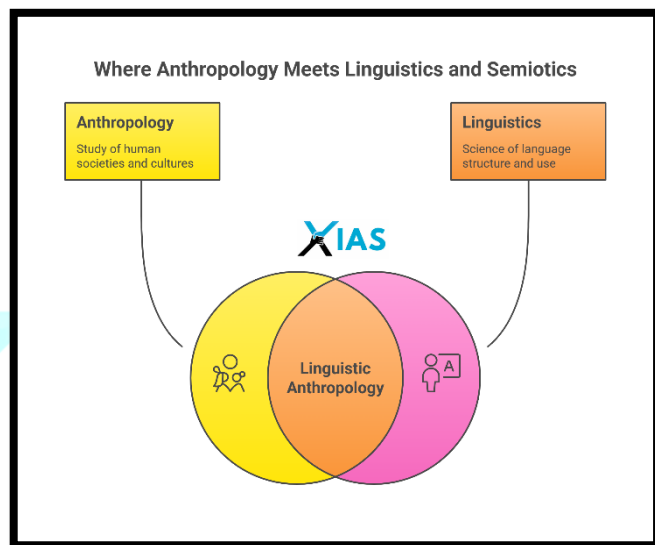 Where Anthropology Meets Linguistics and Semiotics
Anthropology
Study of human
societies and cultures
Linguistics
Science of language
structure and use
XIAS
Linguistic
Anthropology
A